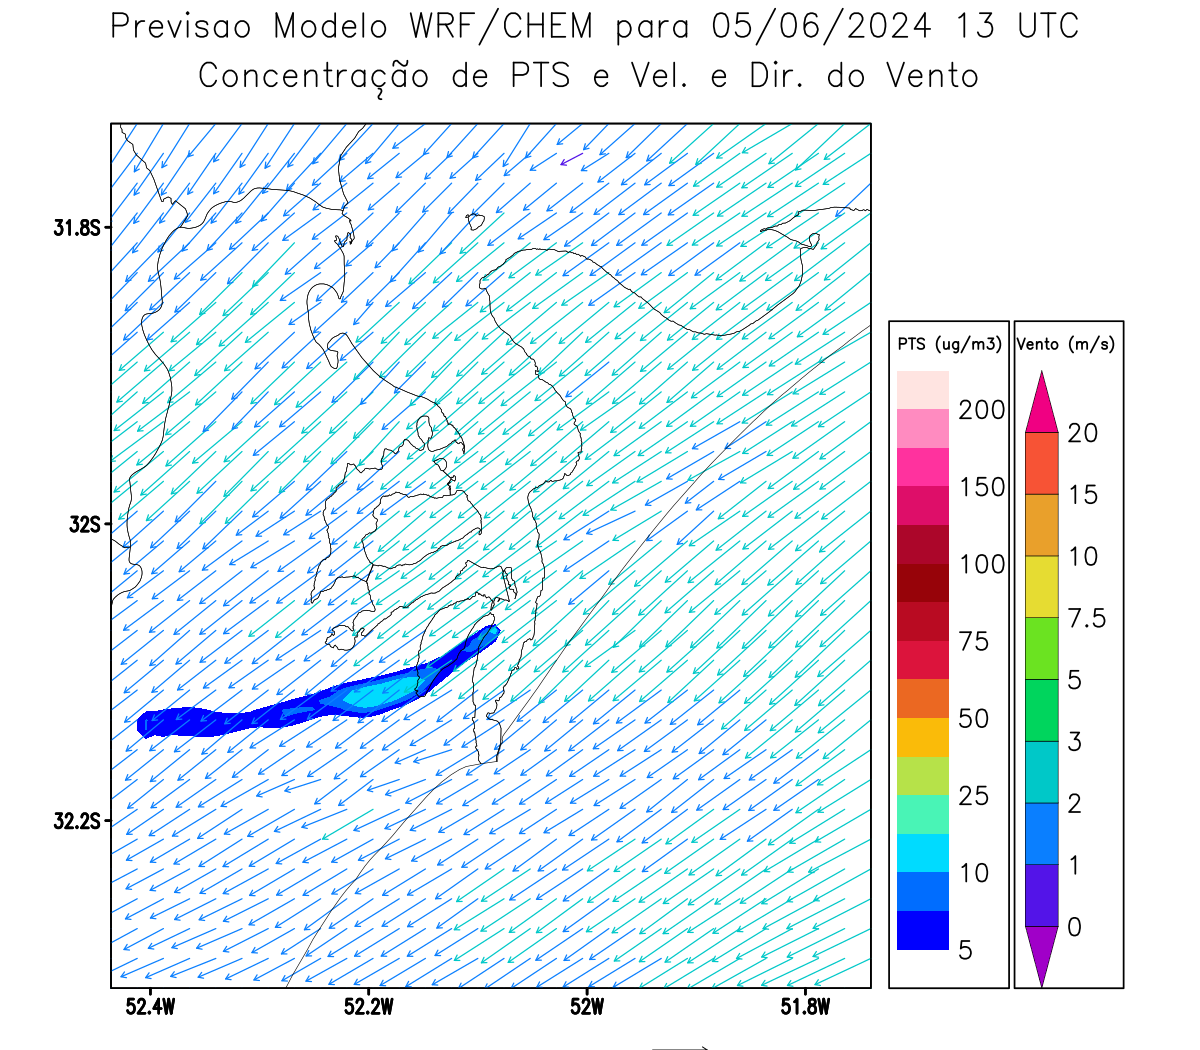 Previsao Modelo WRF/CHEM para 05/06/2024 13 UTC
Concentração de PTS e Vel. e Dir. do Vento
31.8S
32S
32.2S
52.4W
52.2W
52W
51.8W
PTS (ug/m3)
200
150
100
75
50
25
10
5
Vento (m/s)
20
15
10
7.5
5
3
2
1
0